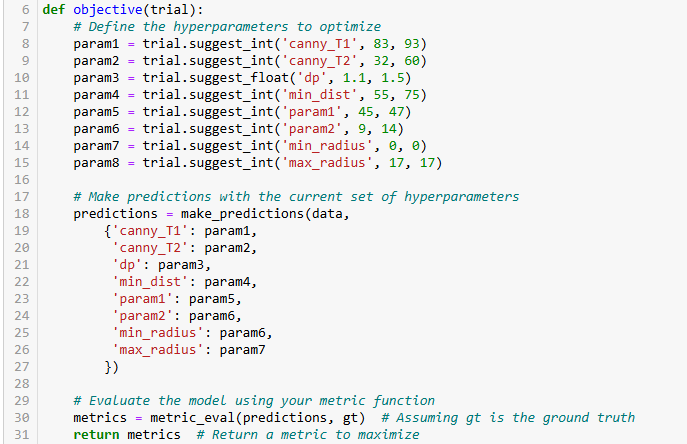 6 def objective(trial):
7 # Define the hyperparameters to optimize
8 param1 = trial.suggest_int('canny_T1', 83, 93)
9 param2 = trial.suggest_int('canny_T2', 32, 60)
10 param3 = trial.suggest_float('dp', 1.1, 1.5)
11 param4 = trial.suggest_int('min_dist', 55, 75)
12 param5 = trial.suggest_int('param1', 45, 47)
13 param6 = trial.suggest_int('param2', 9, 14)
14 param7 = trial.suggest_int('min_radius', 0, 0)
15 param8 = trial.suggest_int('max_radius', 17, 17)
16
17 # Make predictions with the current set of hyperparameters
18 predictions = make_predictions(data,
19 {'canny_T1': param1,
20 'canny_T2': param2,
21 'dp': param3,
22 'min_dist': param4,
23 'param1': param5,
24 'param2': param6,
25 'min_radius': param6,
26 'max_radius': param7
27 })
28
29 # Evaluate the model using your metric function
30 metrics = metric_eval(predictions, gt) # Assuming gt is the ground truth
31 return metrics # Return a metric to maximize